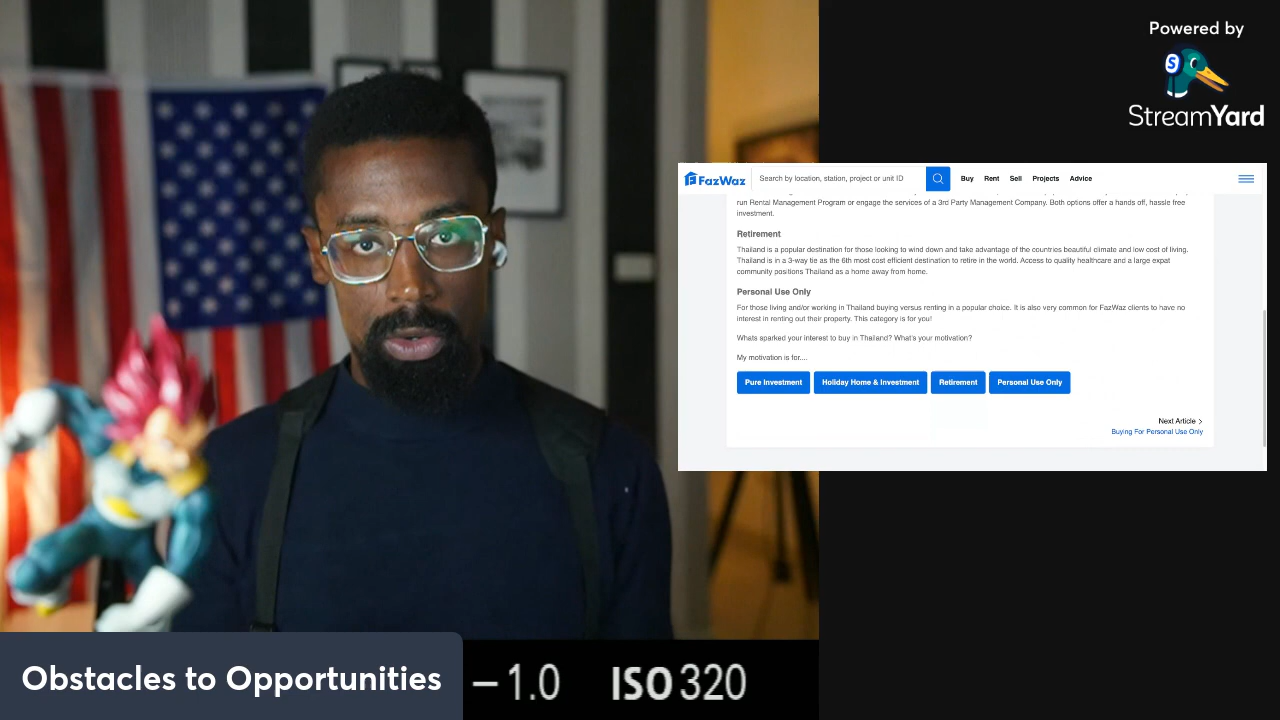 Powered by
StreamYard
FazWaz
Search by location, station, project or unit ID
Buy
Rent
Sell
Projects
Advice
run Rental Management Program or engage the services of a 3rd Party Management Company. Both options offer a hands off, hassle free
investment.
Retirement
Thailand is a popular destination for those looking to wind down and take advantage of the countries beautiful climate and low cost of living.
Thailand is in a 3-way tie as the 6th most cost efficient destination to retire in the world. Access to quality healthcare and a large expat
community positions Thailand as a home away from home.
Personal Use Only
For those living and/or working in Thailand buying versus renting in a popular choice. It is also very common for FazWaz clients to have no
interest in renting out their property. This category is for you!
Whats sparked your interest to buy in Thailand? What's your motivation?
My motivation is for....
Pure Investment
Holiday Home & Investment
Retirement
Personal Use Only
Next Article >
Buying For Personal Use Only
Obstacles to Opportunities
–1.0
ISO 320